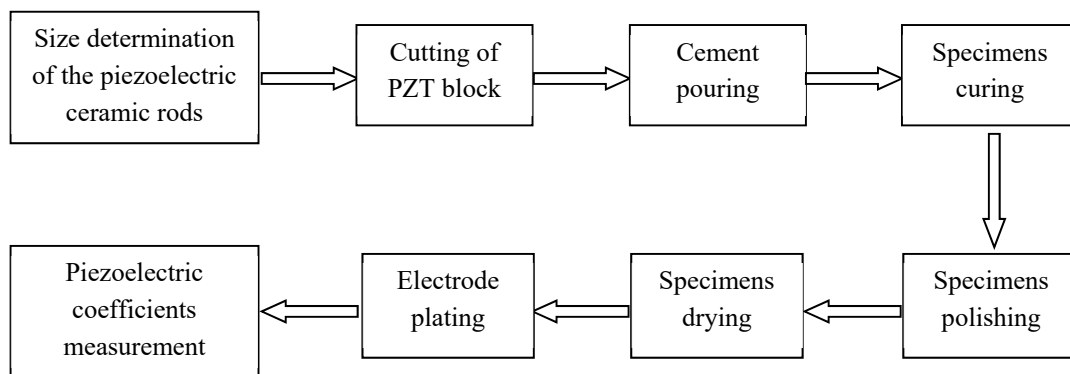 Size determination
of the piezoelectric
ceramic rods
Cutting of
PZT block
Cement
pouring
Specimens
curing
Specimens
polishing
Specimens
drying
Electrode
plating
Piezoelectric
coefficients
measurement